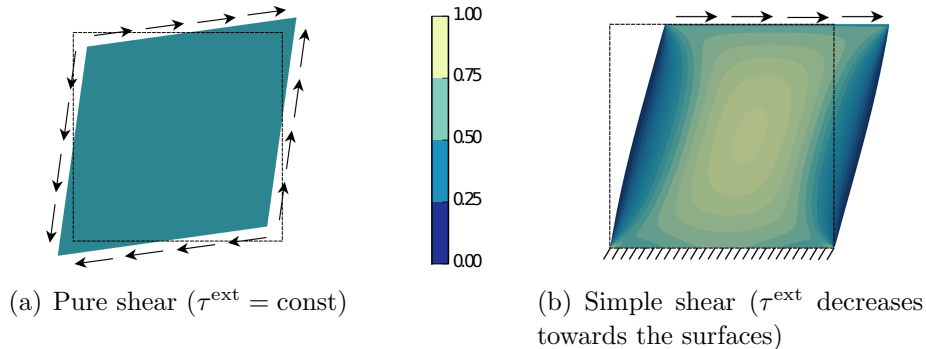 1.00
0.75
0.50
0.25
0.00
(a) Pure shear (τ^ext = const)
(b) Simple shear (τ^ext decreases
towards the surfaces)